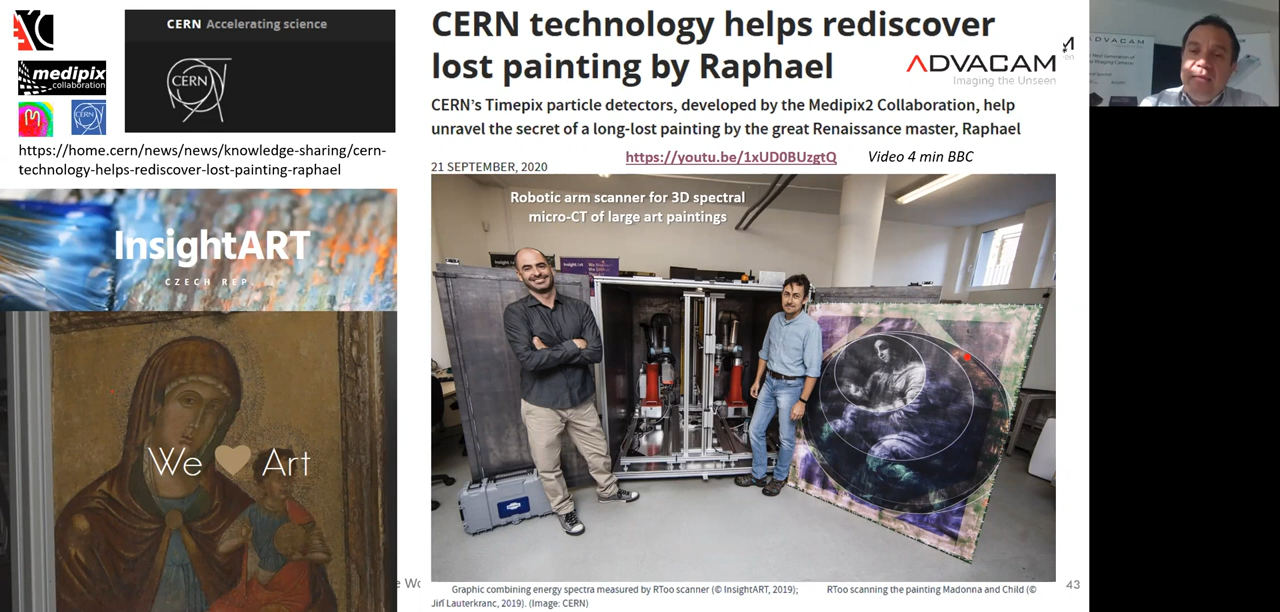 CERN Accelerating science
CERN
medipix
collaboration
https://home.cern/news/news/knowledge-sharing/cern-
technology-helps-rediscover-lost-painting-raphael
InsightART
CZECH REP.
We Art
CERN technology helps rediscover
lost painting by Raphael
ADVACAM
Imaging the Unseen
CERN's Timepix particle detectors, developed by the Medipix2 Collaboration, help
unravel the secret of a long-lost painting by the great Renaissance master, Raphael
https://youtu.be/1xUD0BUzgtQ Video 4 min BBC
21 SEPTEMBER, 2020
Robotic arm scanner for 3D spectral
micro-CT of large art paintings
Graphic combining energy spectra measured by RToo scanner (© InsightART, 2019); RToo scanning the painting Madonna and Child (©
Jiří Lauterkranc, 2019). (Image: CERN)
43
ADVACAM